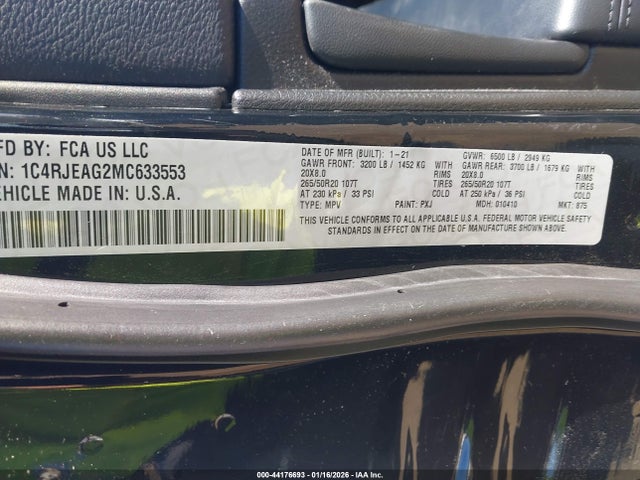 MFD BY: FCA US LLC
N: 1C4RJEAG2MC633553
VEHICLE MADE IN: U.S.A.
DATE OF MFR (BUILT): 1-21 GVWR: 6500 LB / 2949 KG
GAWR FRONT: 3200 LB / 1452 KG WITH GAWR REAR: 3700 LB / 1679 KG WITH
20X8.0 RIMS 20X8.0 RIMS
265/50R20 107T TIRES 265/50R20 107T TIRES
AT 230 kPa / 33 PSI COLD AT 250 kPa / 36 PSI COLD
TYPE: MPV PAINT: PXJ MDH: 010410 MKT: 875
THIS VEHICLE CONFORMS TO ALL APPLICABLE U.S.A. FEDERAL MOTOR VEHICLE SAFETY
STANDARDS IN EFFECT ON THE DATE OF MANUFACTURE SHOWN ABOVE.
000-44176693 - 01/16/2026 - IAA Inc.